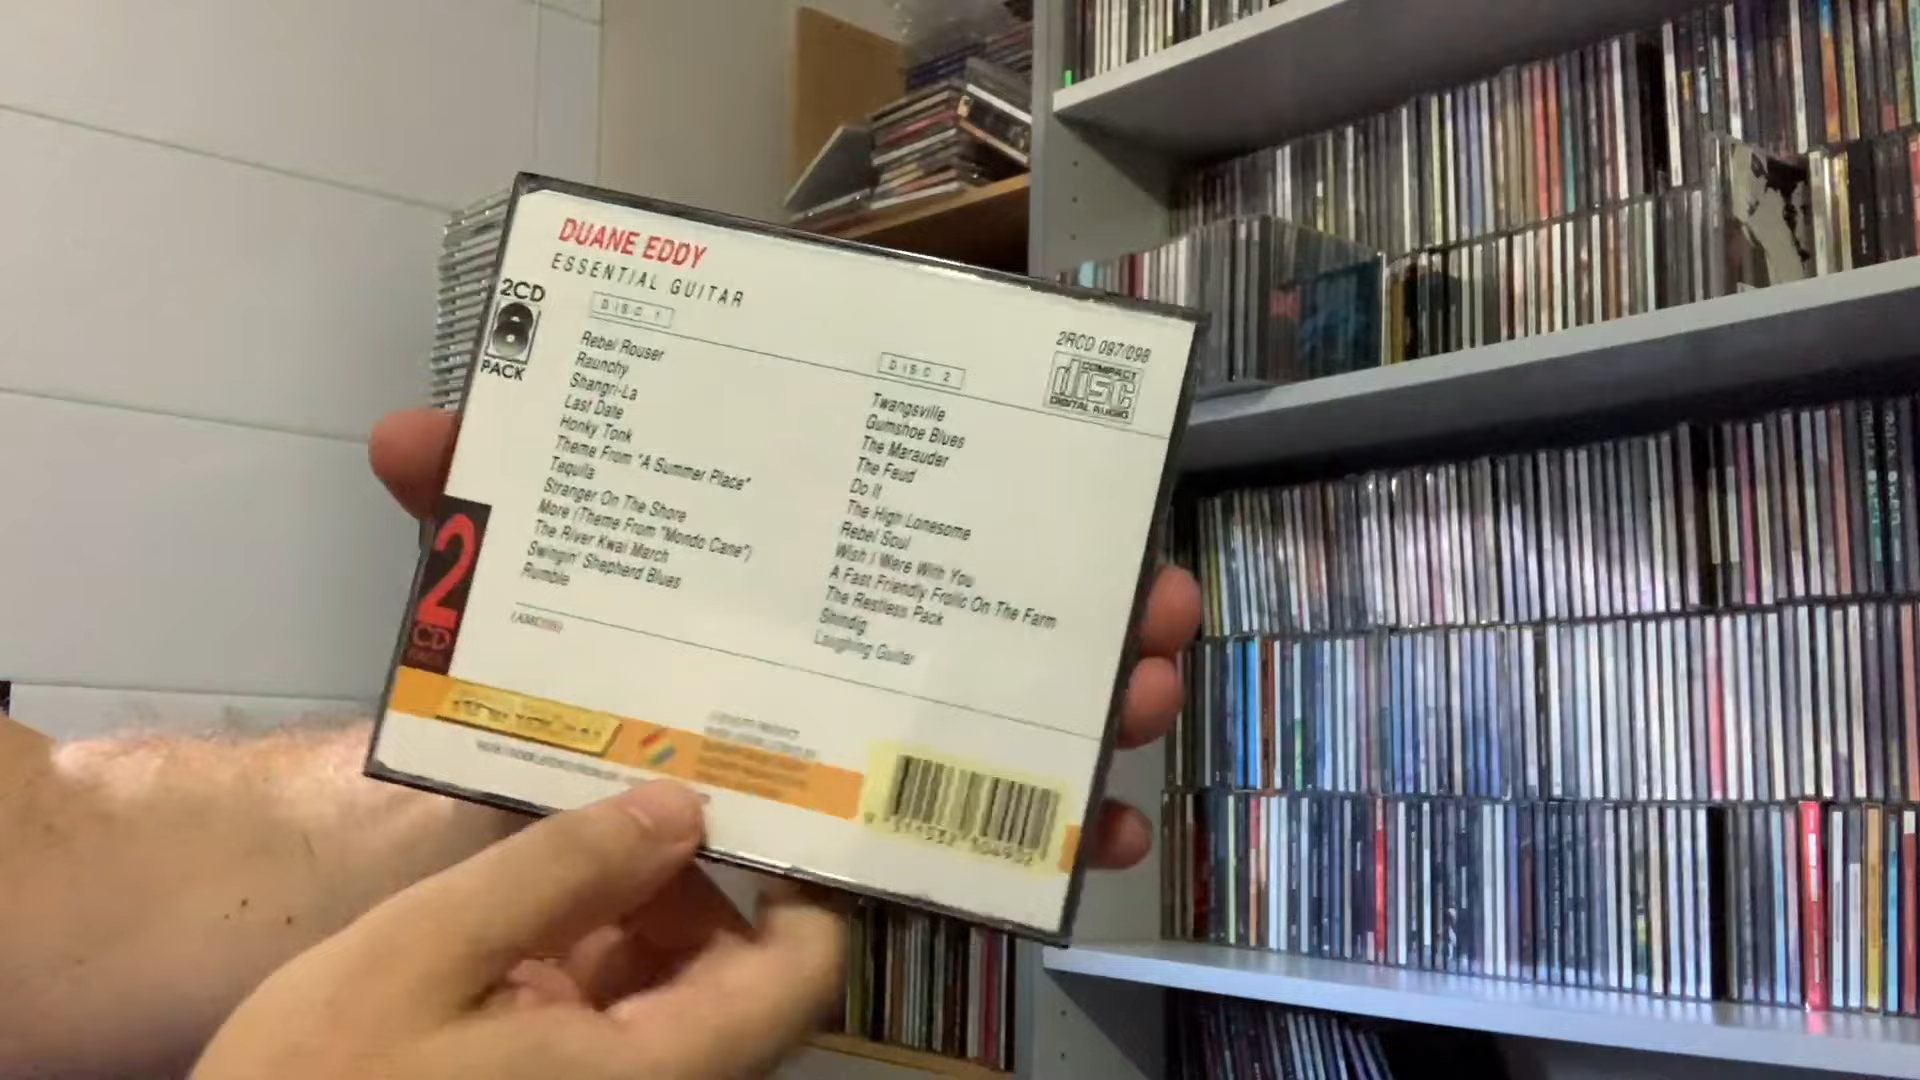 DUANE EDDY
ESSENTIAL GUITAR
2CD
PACK
DISC 1
Rebel Rouser
Raunchy
Shangri-La
Last Date
Honky Tonk
Theme From "A Summer Place"
Tequila
Stranger On The Shore
More (Theme From "Mondo Cane")
The River Kwai March
Swingin' Shepherd Blues
Rumble
DISC 2
Twangsville
Gumshoe Blues
The Marauder
The Feud
Do It
The High Lonesome
Rebel Soul
Wish I Were With You
A Fast Friendly Frolic On The Farm
The Restless Pack
Shindig
Laughing Guitar
2RCD 097/098
COMPACT
disc
DIGITAL AUDIO
2
CD